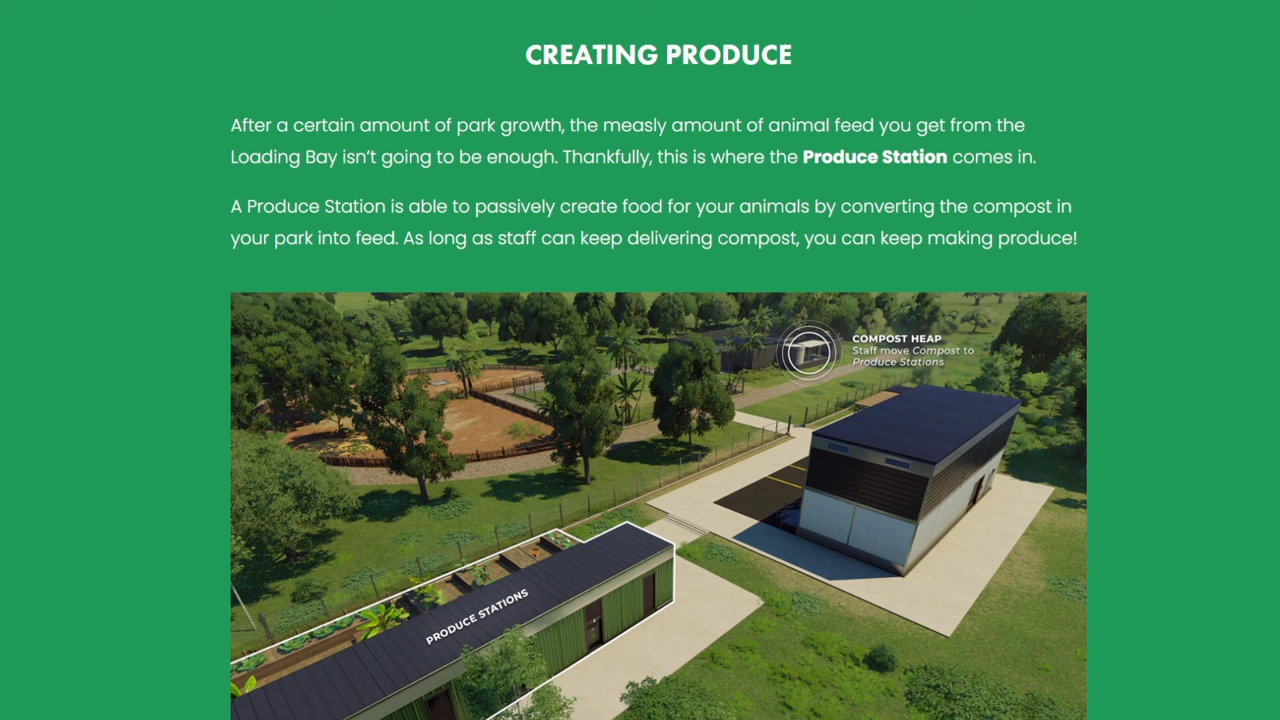 CREATING PRODUCE
After a certain amount of park growth, the measly amount of animal feed you get from the
Loading Bay isn’t going to be enough. Thankfully, this is where the Produce Station comes in.
A Produce Station is able to passively create food for your animals by converting the compost in
your park into feed. As long as staff can keep delivering compost, you can keep making produce!
COMPOST HEAP
Staff move Compost to
Produce Stations
PRODUCE STATIONS